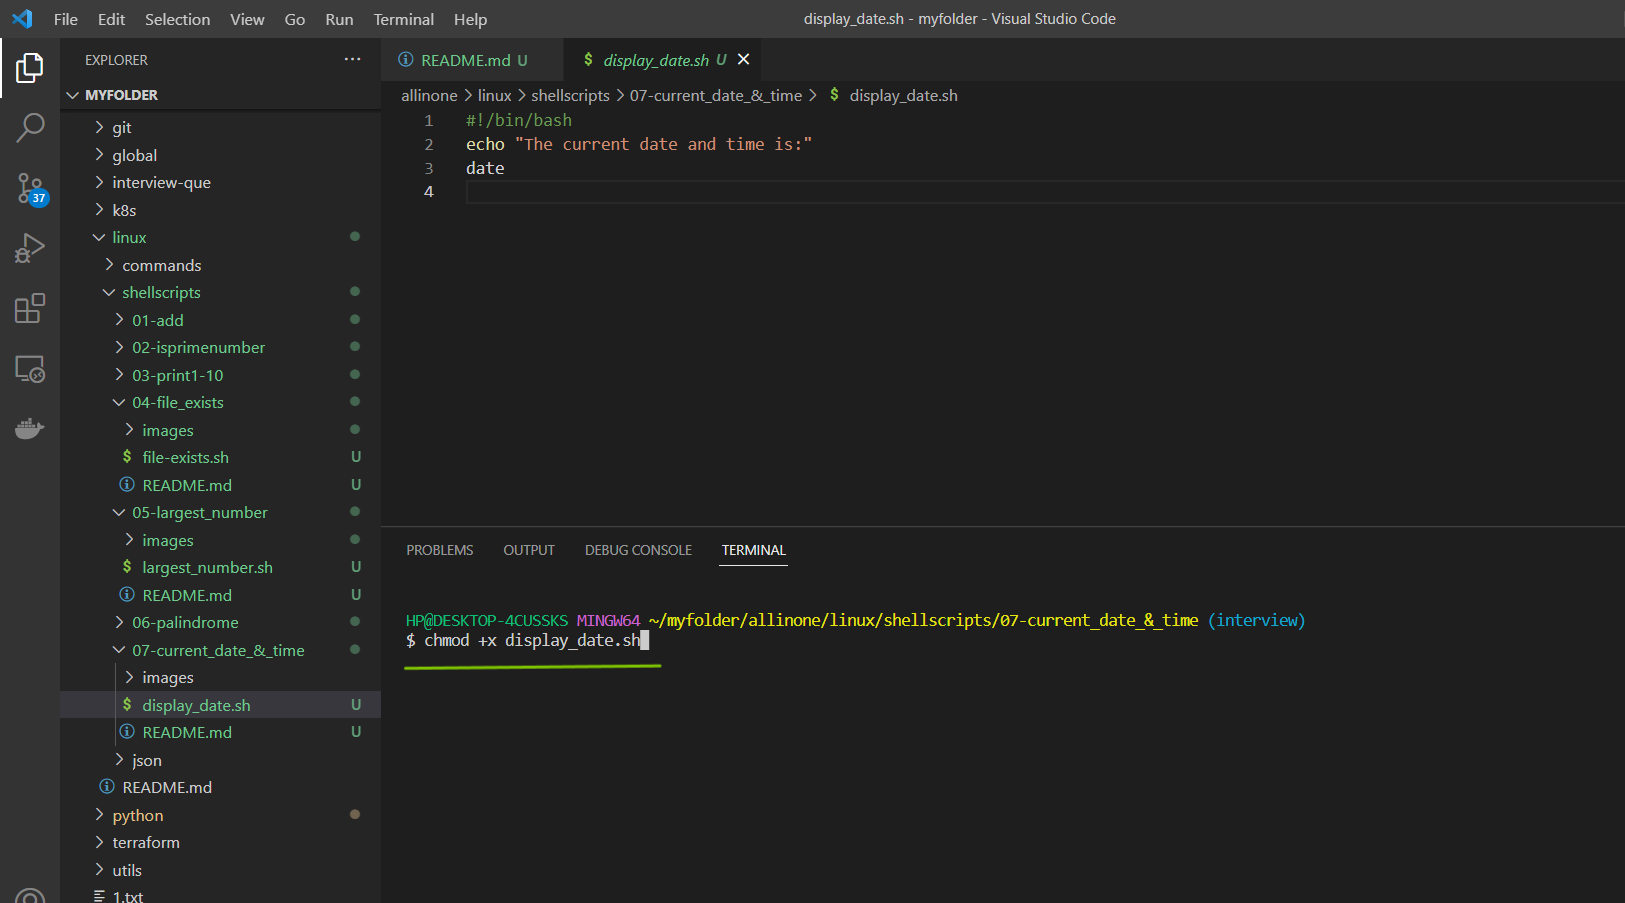 File Edit Selection View Go Run Terminal Help
display_date.sh - myfolder - Visual Studio Code
EXPLORER ···
MYFOLDER
git
global
interview-que
k8s
linux
commands
shellscripts
01-add
02-isprimenumber
03-print1-10
04-file_exists
images
$ file-exists.sh U
README.md U
05-largest_number
images
$ largest_number.sh U
README.md U
06-palindrome
07-current_date_&_time
images
$ display_date.sh U
README.md U
json
README.md
python
terraform
utils
1.txt
37
README.md U
$ display_date.sh U
allinone > linux > shellscripts > 07-current_date_&_time > $ display_date.sh
1 #!/bin/bash
2 echo "The current date and time is:"
3 date
4
PROBLEMS OUTPUT DEBUG CONSOLE TERMINAL
HP@DESKTOP-4CUSSKS MINGW64 ~/myfolder/allinone/linux/shellscripts/07-current_date_&_time (interview)
$ chmod +x display_date.sh